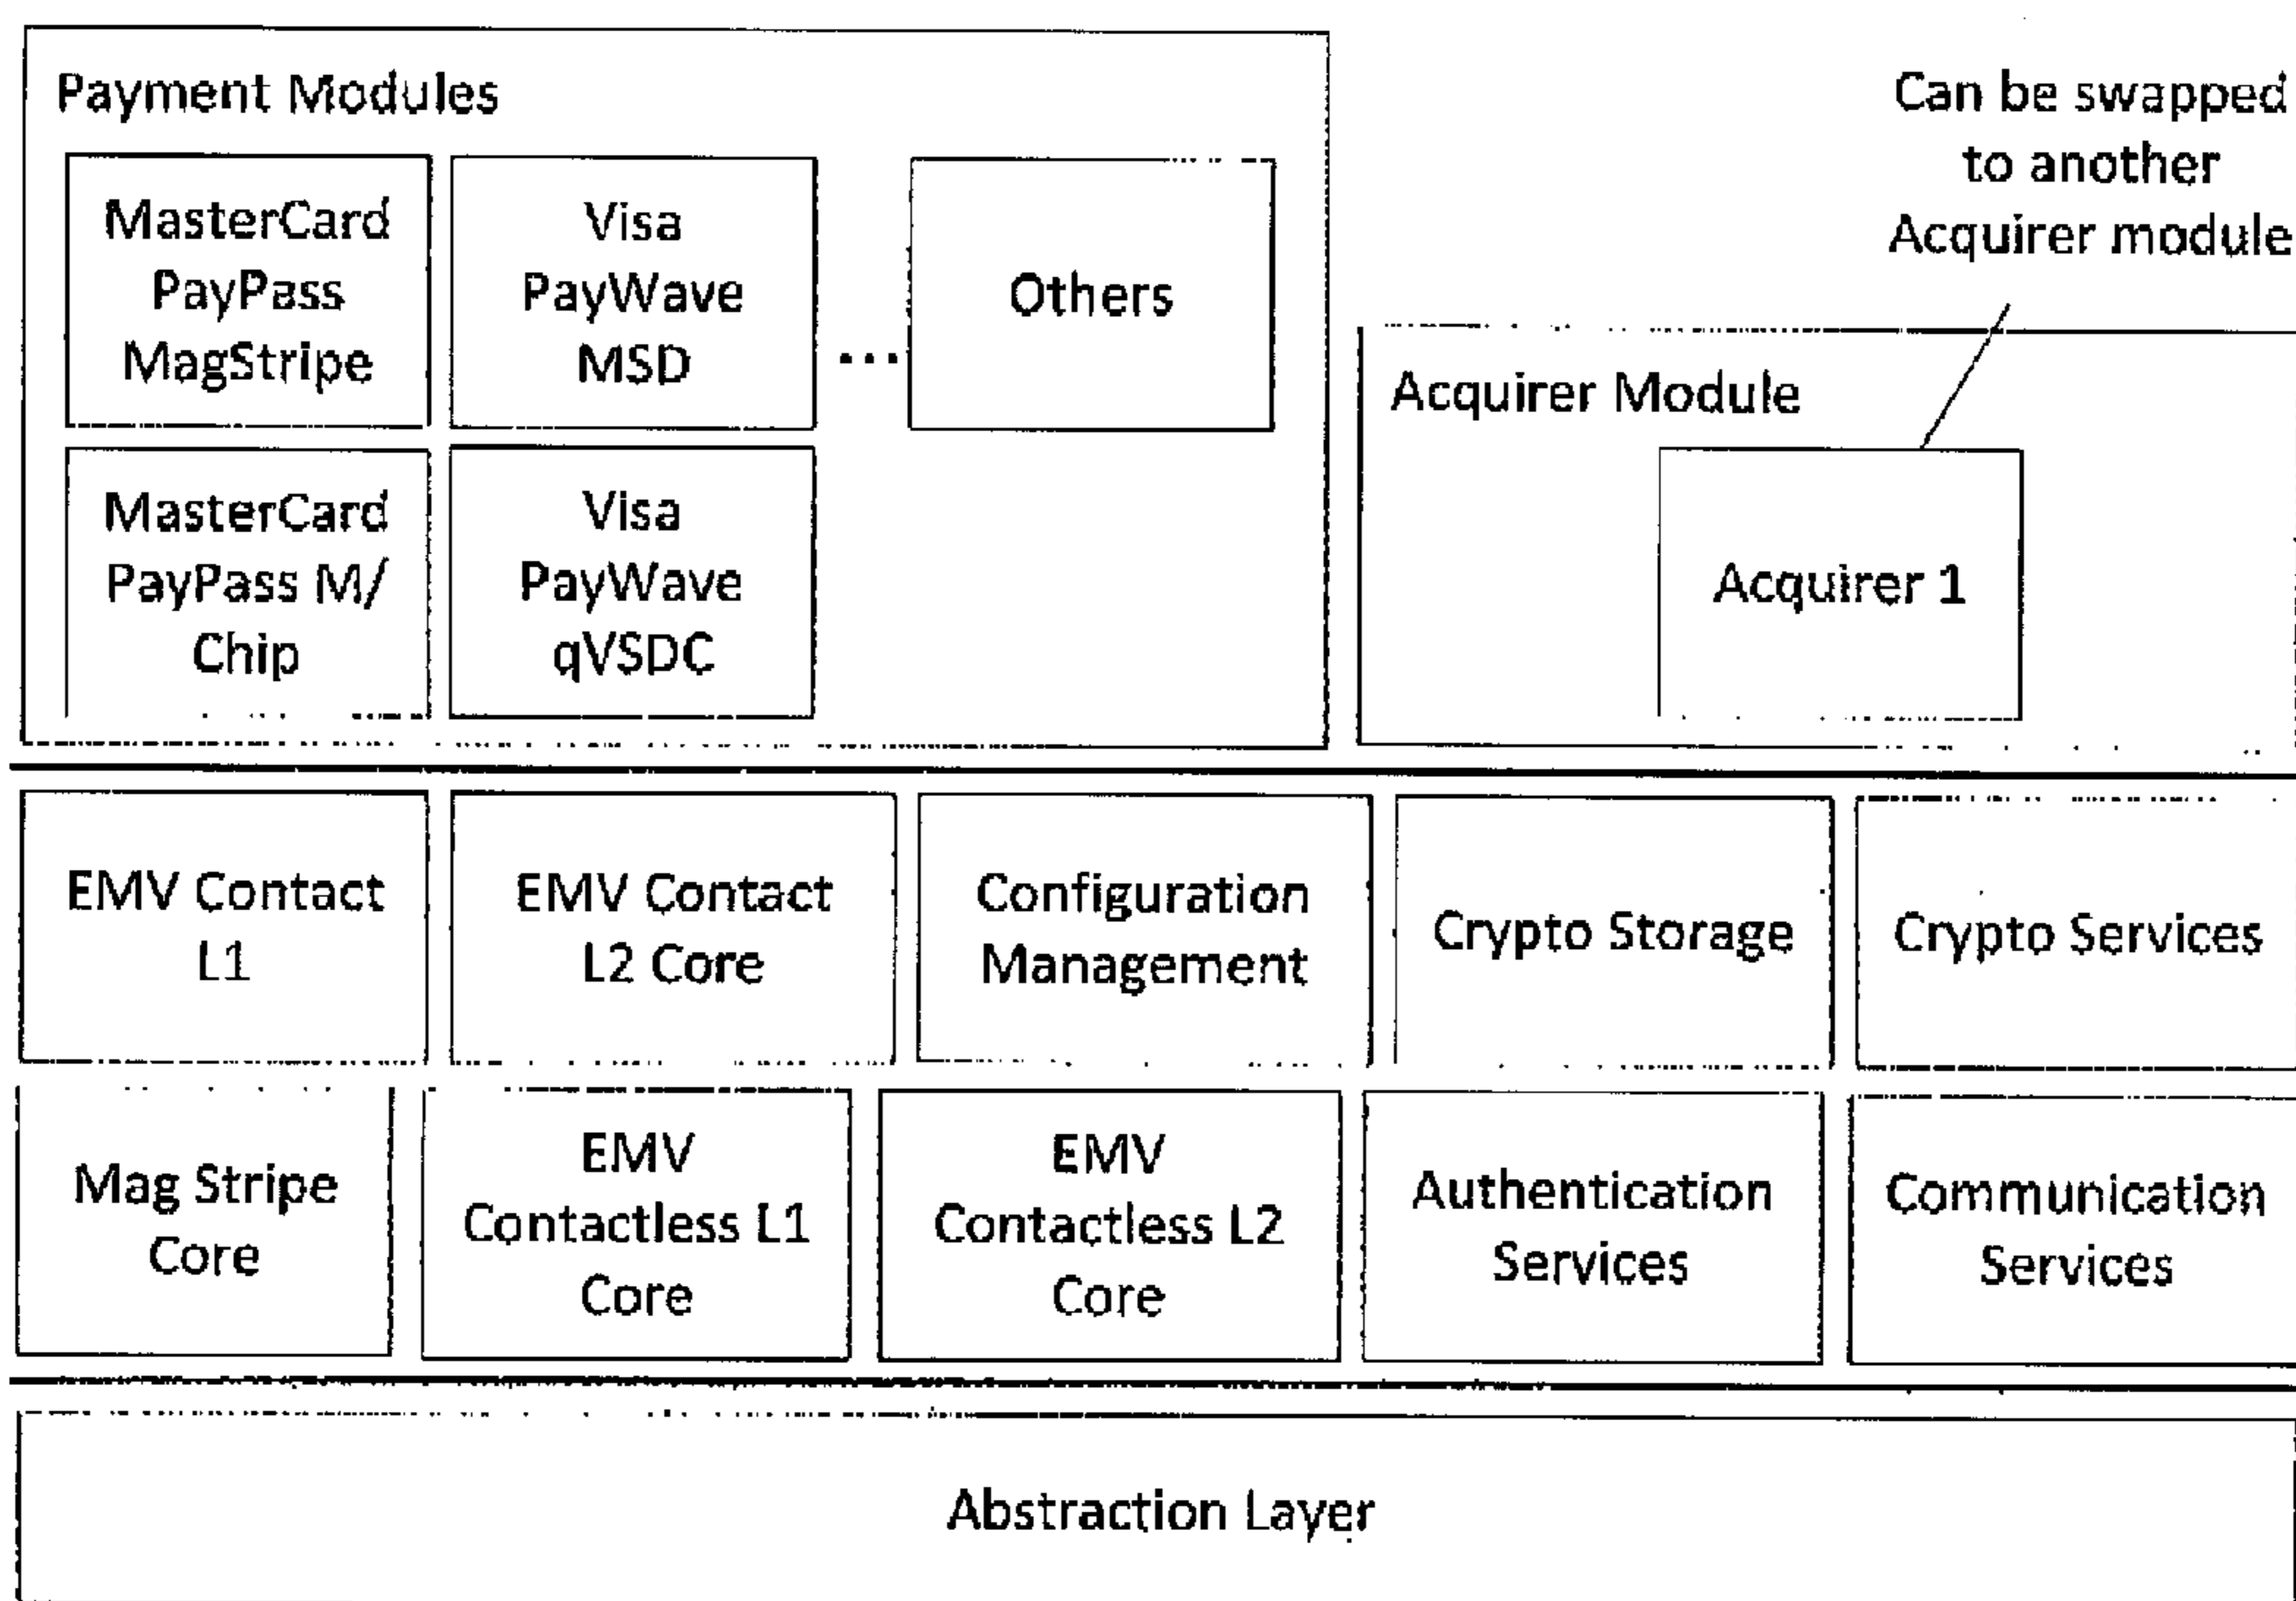 Payment Modules
MasterCard
PayPass
MagStripe
Visa
PayWave
MSD
...
Others
MasterCard
PayPass M/
Chip
Visa
PayWave
qVSDC
Can be swapped
to another
Acquirer module
Acquirer Module
Acquirer 1
EMV Contact
L1
EMV Contact
L2 Core
Configuration
Management
Crypto Storage
Crypto Services
Mag Stripe
Core
EMV
Contactless L1
Core
EMV
Contactless L2
Core
Authentication
Services
Communication
Services
Abstraction Layer